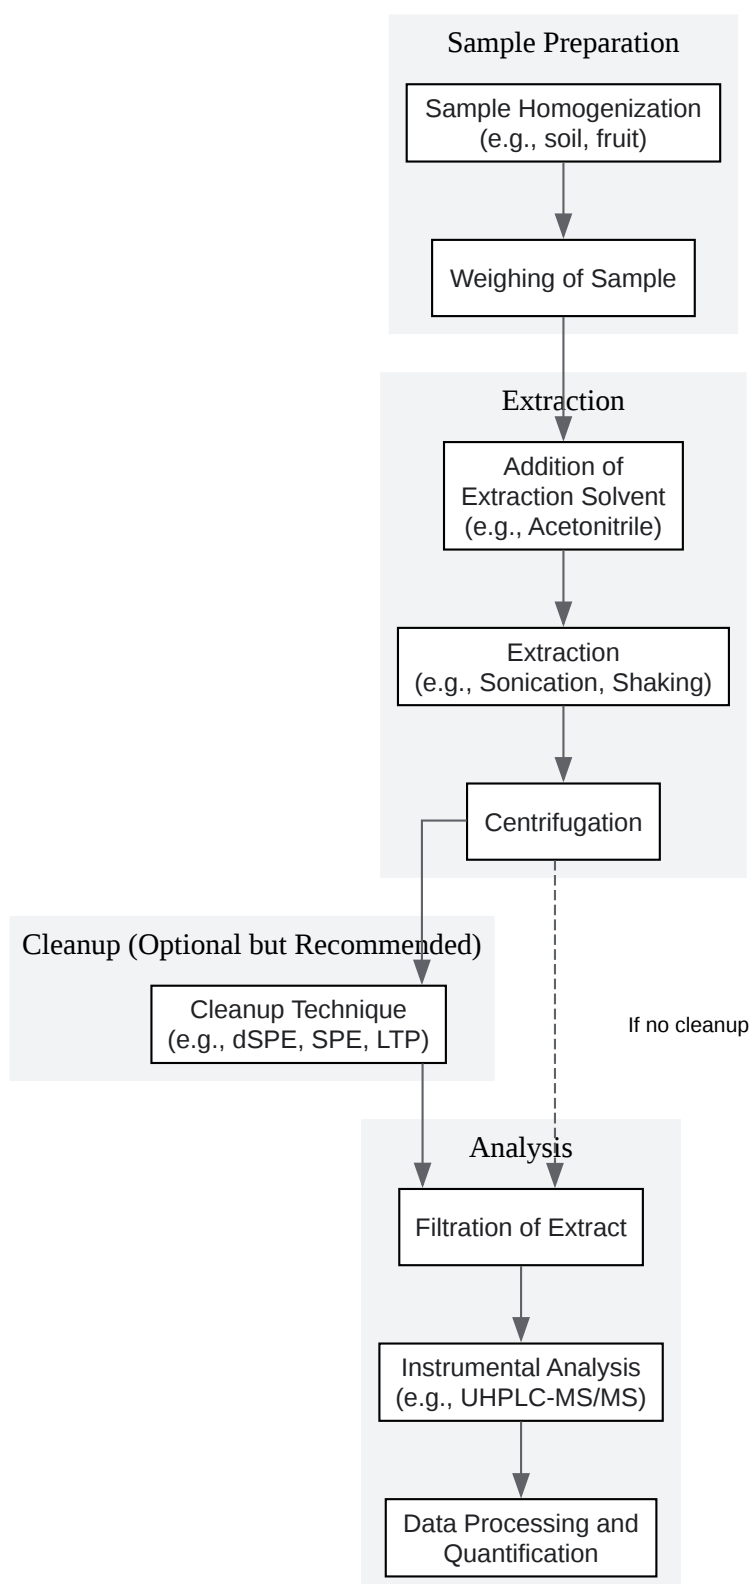 Sample Preparation
Sample Homogenization
(e.g., soil, fruit)
Weighing of Sample
Extraction
Addition of
Extraction Solvent
(e.g., Acetonitrile)
Extraction
(e.g., Sonication, Shaking)
Centrifugation
Cleanup (Optional but Recommended)
Cleanup Technique
(e.g., dSPE, SPE, LTP)
If no cleanup
Analysis
Filtration of Extract
Instrumental Analysis
(e.g., UHPLC-MS/MS)
Data Processing and
Quantification